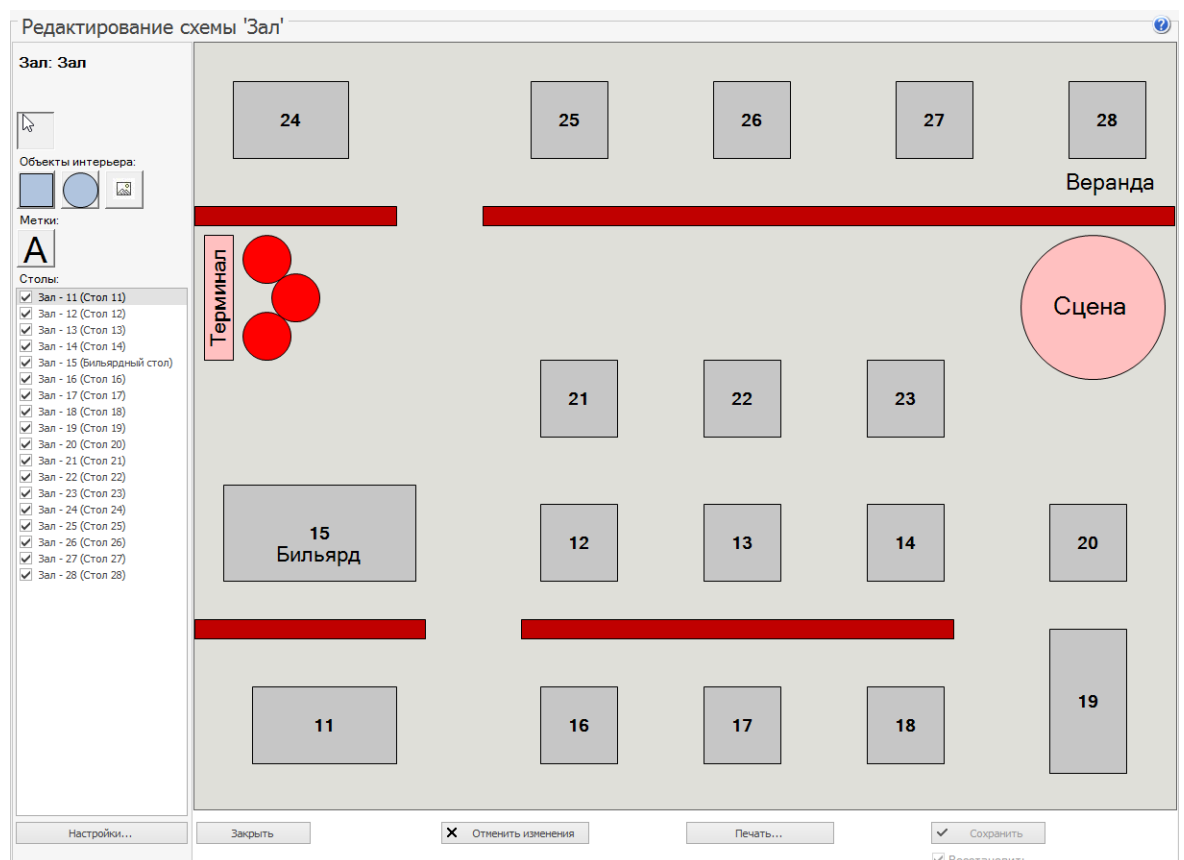 Редактирование схемы 'Зал'
Зал: Зал
Объекты интерьера:
Метки:
A
Столы:
Зал - 11 (Стол 11)
Зал - 12 (Стол 12)
Зал - 13 (Стол 13)
Зал - 14 (Стол 14)
Зал - 15 (Бильярдный стол)
Зал - 16 (Стол 16)
Зал - 17 (Стол 17)
Зал - 18 (Стол 18)
Зал - 19 (Стол 19)
Зал - 20 (Стол 20)
Зал - 21 (Стол 21)
Зал - 22 (Стол 22)
Зал - 23 (Стол 23)
Зал - 24 (Стол 24)
Зал - 25 (Стол 25)
Зал - 26 (Стол 26)
Зал - 27 (Стол 27)
Зал - 28 (Стол 28)
24
25
26
27
28
Веранда
Терминал
Сцена
21
22
23
15
Бильярд
12
13
14
20
11
16
17
18
19
Настройки...
Закрыть
Отменить изменения
Печать...
Сохранить
Восстановить